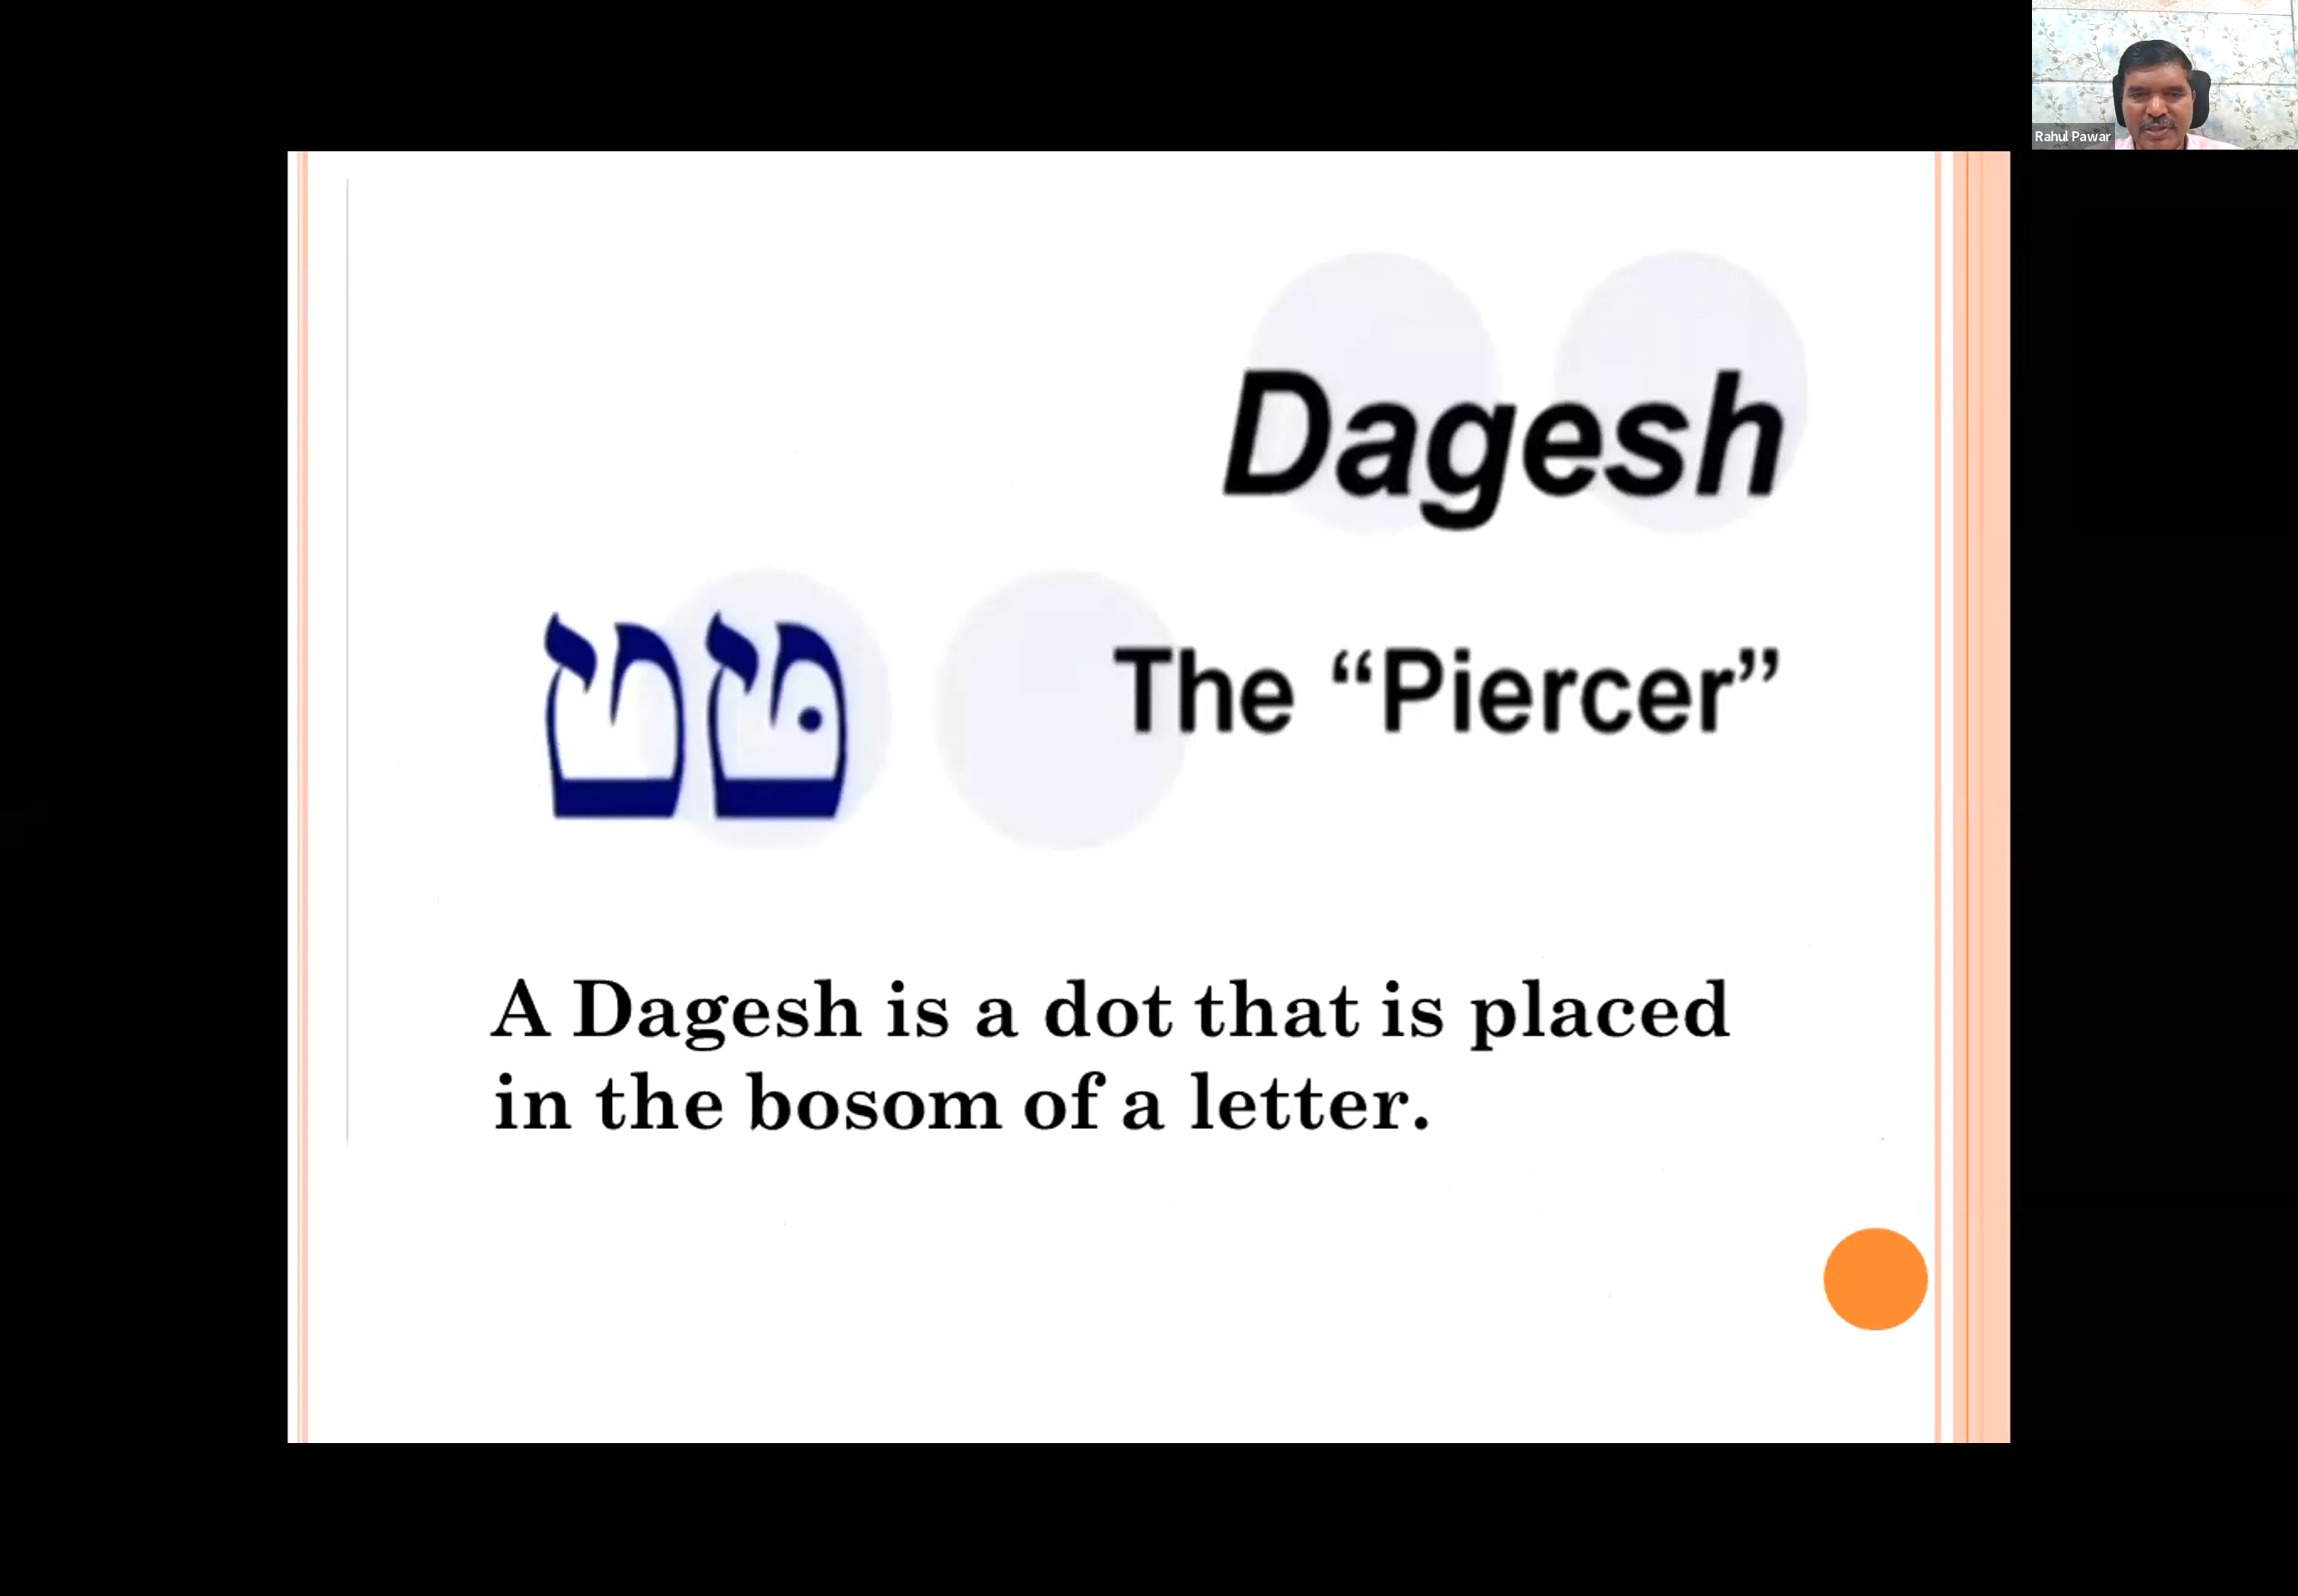 Rahul Pawar
Dagesh
טּט
The “Piercer”
A Dagesh is a dot that is placed
in the bosom of a letter.